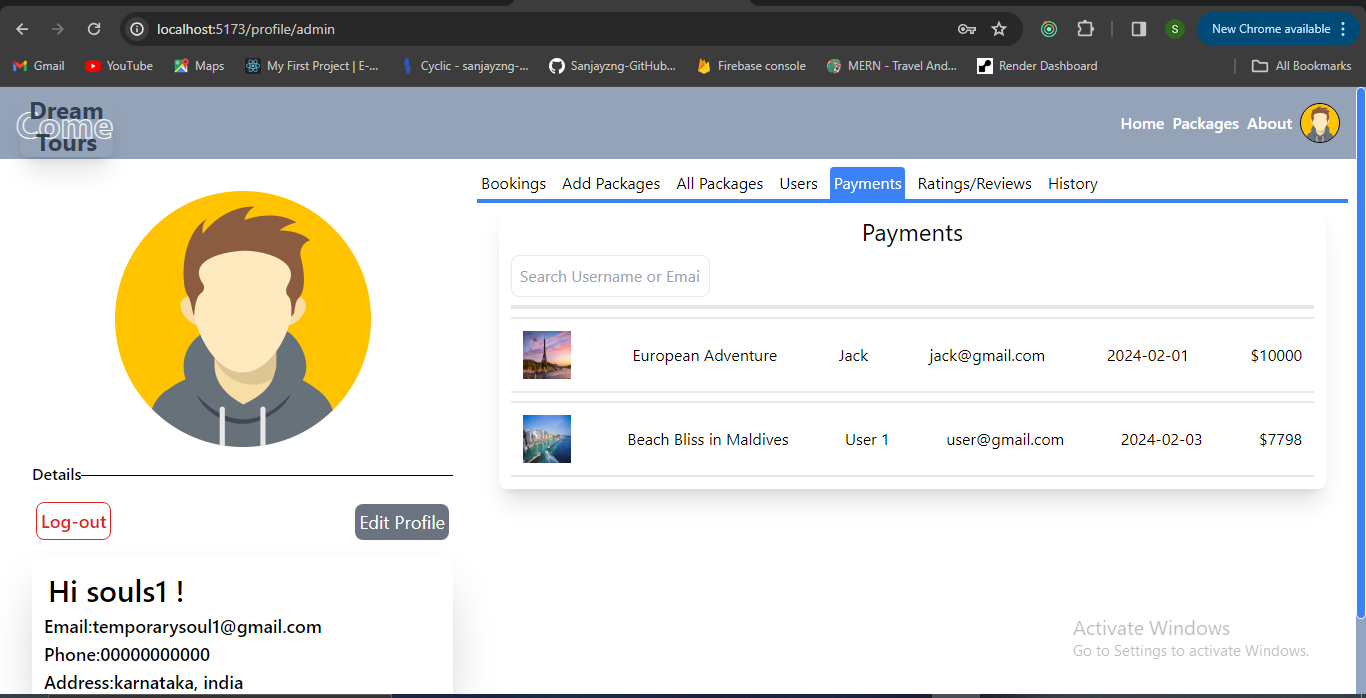 localhost:5173/profile/admin
S
New Chrome available
Gmail
YouTube
Maps
My First Project | E-...
Cyclic - sanjayzng-...
Sanjayzng-GitHub...
Firebase console
MERN - Travel And...
Render Dashboard
All Bookmarks
Dream
Come
Tours
Home Packages About
Bookings Add Packages All Packages Users Payments Ratings/Reviews History
Payments
Search Username or Emai
European Adventure Jack jack@gmail.com 2024-02-01 $10000
Beach Bliss in Maldives User 1 user@gmail.com 2024-02-03 $7798
Details
Log-out
Edit Profile
Hi souls1 !
Email:temporarysoul1@gmail.com
Phone:00000000000
Address:karnataka, india
Activate Windows
Go to Settings to activate Windows.